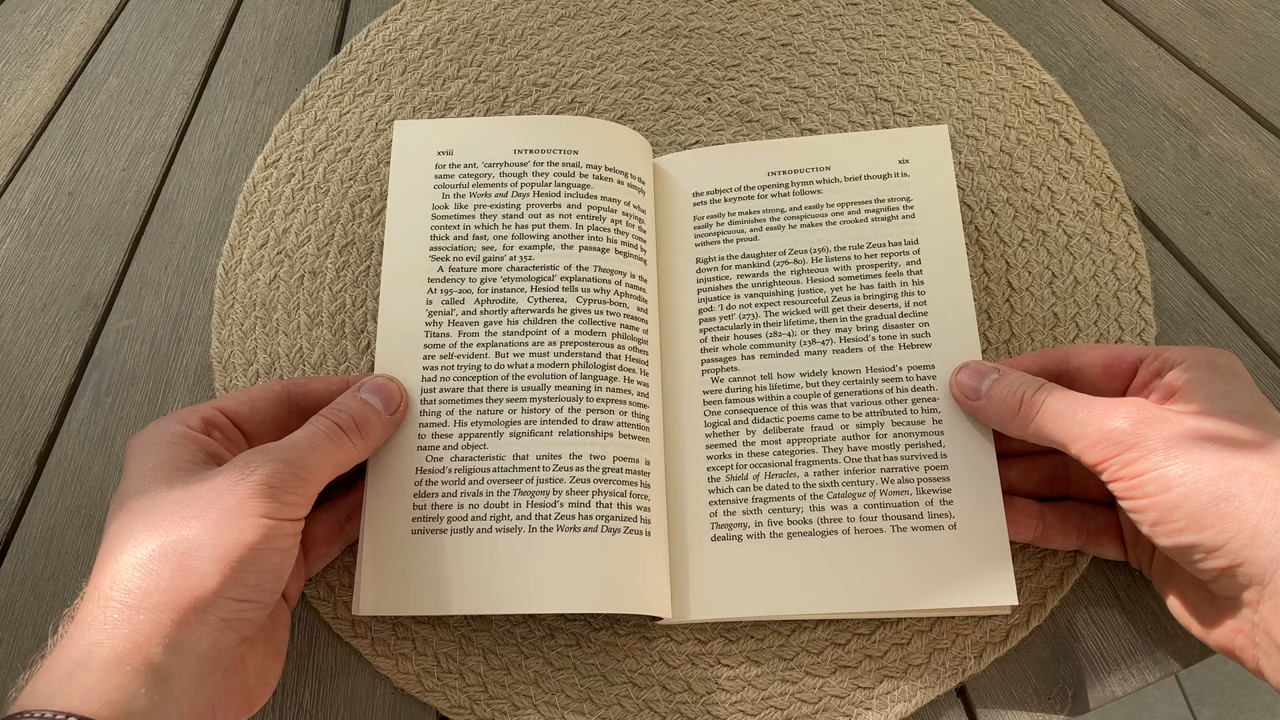 xviii INTRODUCTION
for the ant, ‘carryhouse’ for the snail, may belong to the
same category, though they could be taken as simply
colourful elements of popular language.
In the Works and Days Hesiod includes many of what
look like pre-existing proverbs and popular sayings.
Sometimes they stand out as not entirely apt for the
context in which he has put them. In places they come
thick and fast, one following another into his mind by
association; see, for example, the passage beginning
‘Seek no evil gains’ at 352.
A feature more characteristic of the Theogony is the
tendency to give ‘etymological’ explanations of names.
At 195–200, for instance, Hesiod tells us why Aphrodite
is called Aphrodite, Cytherea, Cyprus-born, and
‘genial’, and shortly afterwards he gives us two reasons
why Heaven gave his children the collective name of
Titans. From the standpoint of a modern philologist
some of the explanations are as preposterous as others
are self-evident. But we must understand that Hesiod
was not trying to do what a modern philologist does. He
had no conception of the evolution of language. He was
just aware that there is usually meaning in names, and
that sometimes they seem mysteriously to express some-
thing of the nature or history of the person or thing
named. His etymologies are intended to draw attention
to these apparently significant relationships between
name and object.
One characteristic that unites the two poems is
Hesiod’s religious attachment to Zeus as the great master
of the world and overseer of justice. Zeus overcomes his
elders and rivals in the Theogony by sheer physical force,
but there is no doubt in Hesiod’s mind that this was
entirely good and right, and that Zeus has organized his
universe justly and wisely. In the Works and Days Zeus is
INTRODUCTION xix
the subject of the opening hymn which, brief though it is,
sets the keynote for what follows:
For easily he makes strong, and easily he oppresses the strong,
easily he diminishes the conspicuous one and magnifies the
inconspicuous, and easily he makes the crooked straight and
withers the proud.
Right is the daughter of Zeus (256), the rule Zeus has laid
down for mankind (276–80). He listens to her reports of
injustice, rewards the righteous with prosperity, and
punishes the unrighteous. Hesiod sometimes feels that
injustice is vanquishing justice, yet he has faith in his
god: ‘I do not expect resourceful Zeus is bringing this to
pass yet!’ (273). The wicked will get their deserts, if not
spectacularly in their lifetime, then in the gradual decline
of their houses (282–4); or they may bring disaster on
their whole community (238–47). Hesiod’s tone in such
passages has reminded many readers of the Hebrew
prophets.
We cannot tell how widely known Hesiod’s poems
were during his lifetime, but they certainly seem to have
been famous within a couple of generations of his death.
One consequence of this was that various other genea-
logical and didactic poems came to be attributed to him,
whether by deliberate fraud or simply because he
seemed the most appropriate author for anonymous
works in these categories. They have mostly perished,
except for occasional fragments. One that has survived is
the Shield of Heracles, a rather inferior narrative poem
which can be dated to the sixth century. We also possess
extensive fragments of the Catalogue of Women, likewise
of the sixth century; this was a continuation of the
Theogony, in five books (three to four thousand lines),
dealing with the genealogies of heroes. The women of